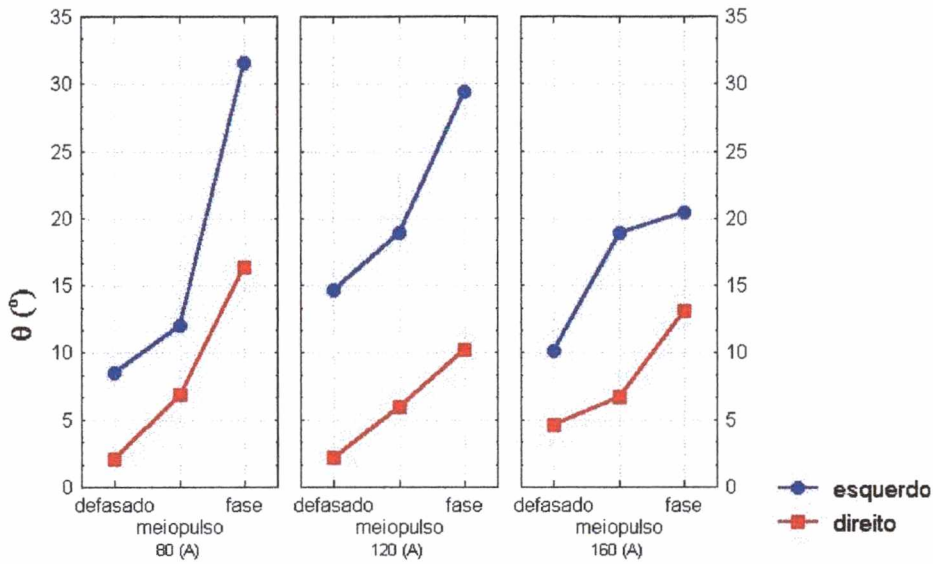 35
30
25
20
15
10
5
0
θ (º)
35
30
25
20
15
10
5
0
defasado fase
meiopulso
80 (A)
defasado fase
meiopulso
120 (A)
defasado fase
meiopulso
160 (A)
esquerdo
direito